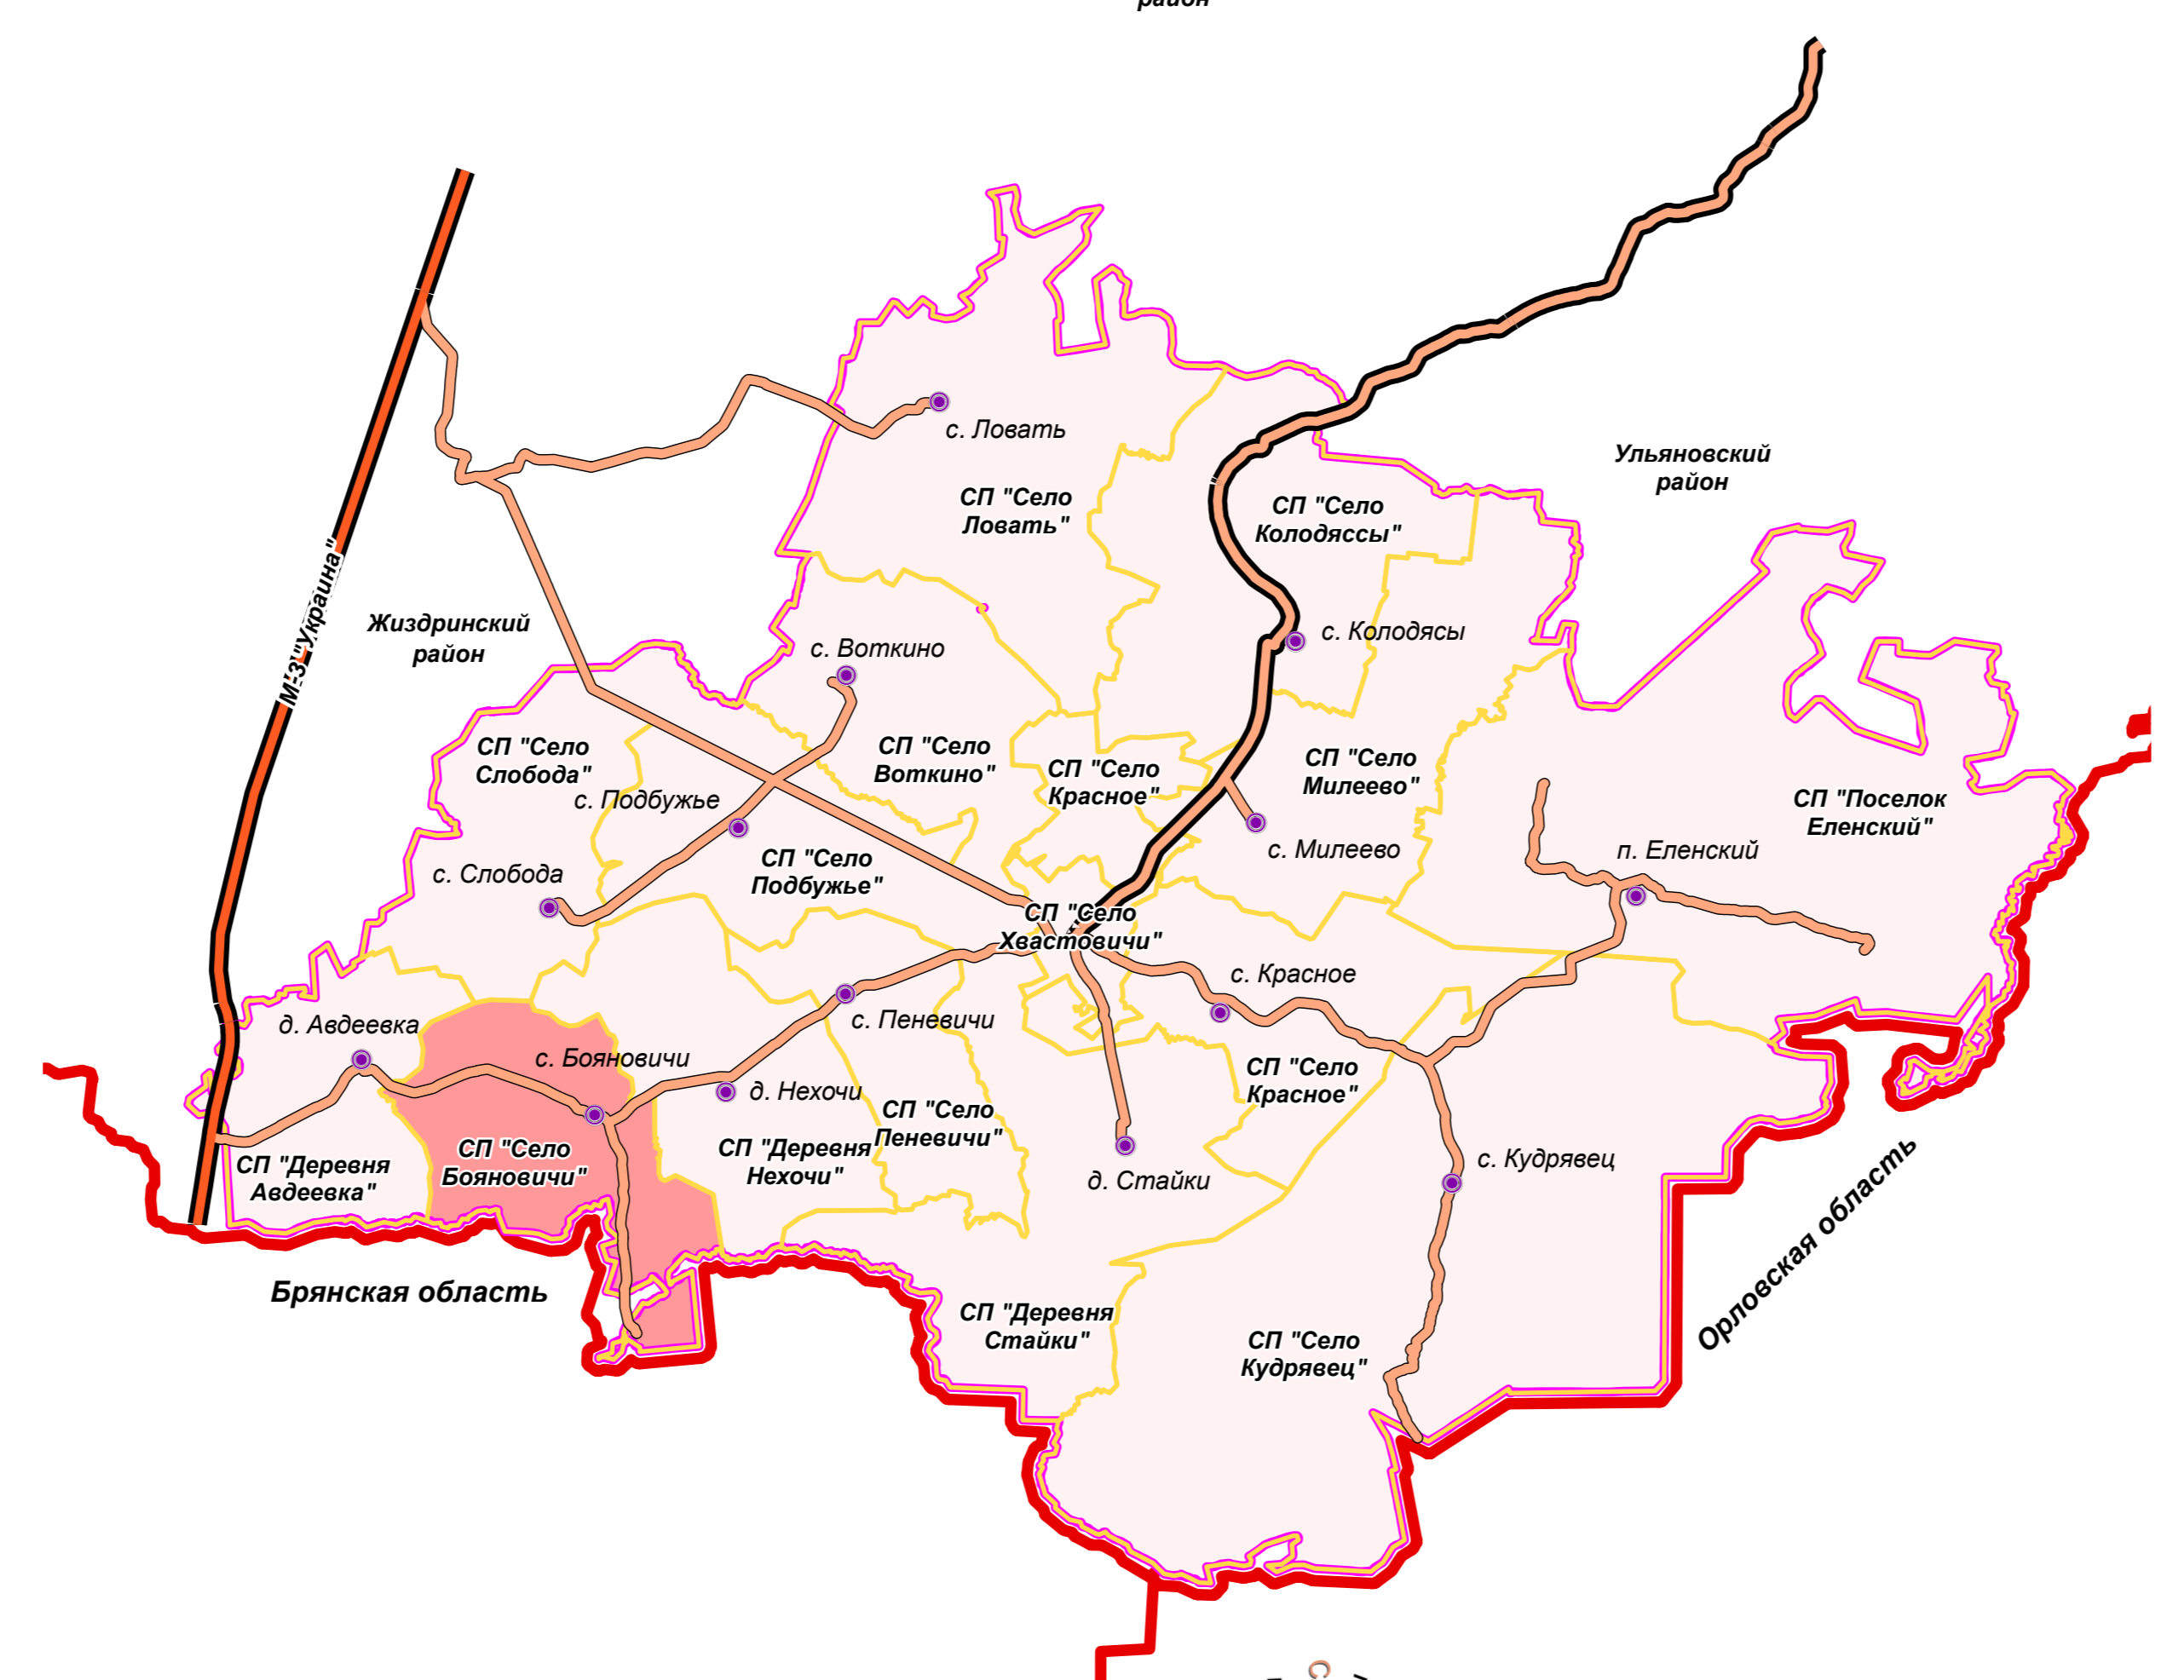 район
с. Ловать
Ульяновский
район
СП "Село
Ловать"
СП "Село
Колодяссы"
М-3 "Украина"
Жиздринский
район
с. Воткино
с. Колодясы
СП "Село
Слобода"
с. Подбужье
СП "Село
Воткино"
СП "Село
Красное"
СП "Село
Милеево"
СП "Поселок
Еленский"
с. Слобода
СП "Село
Подбужье"
с. Милеево
п. Еленский
СП "Село
Хвастовичи"
с. Красное
д. Авдеевка
с. Пеневичи
с. Бояновичи
д. Нехочи
СП "Село
Красное"
СП "Село
Пеневичи"
СП "Деревня
Авдеевка"
СП "Село
Бояновичи"
СП "Деревня
Нехочи"
д. Стайки
с. Кудрявец
Орловская область
Брянская область
СП "Деревня
Стайки"
СП "Село
Кудрявец"